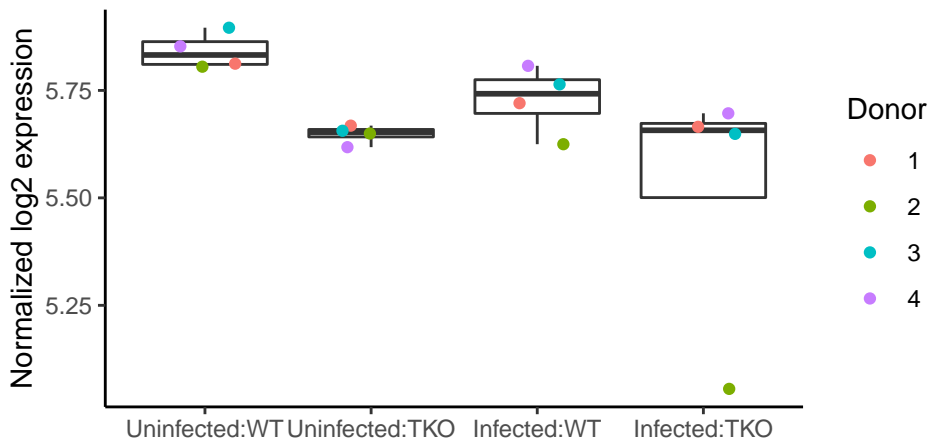 Normalized log2 expression
5.75
5.50
5.25
Uninfected:WT Uninfected:TKO Infected:WT Infected:TKO
Donor
1
2
3
4